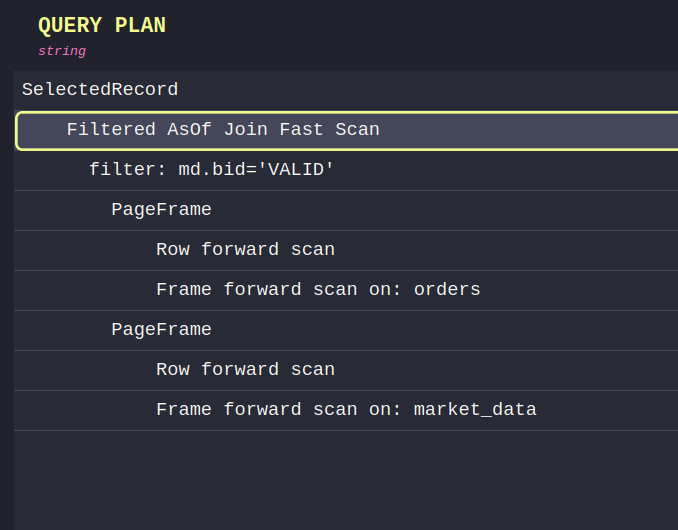 QUERY PLAN
string
SelectedRecord
Filtered AsOf Join Fast Scan
filter: md.bid='VALID'
PageFrame
Row forward scan
Frame forward scan on: orders
PageFrame
Row forward scan
Frame forward scan on: market_data